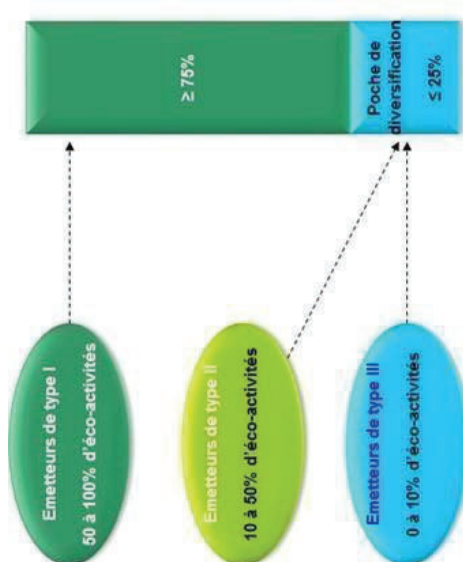 Emetteurs de type I
50 à 100% d'éco-activités
Emetteurs de type II
10 à 50% d'éco-activités
Emetteurs de type III
0 à 10% d'éco-activités
≥ 75%
Poche de
diversification
≤ 25%